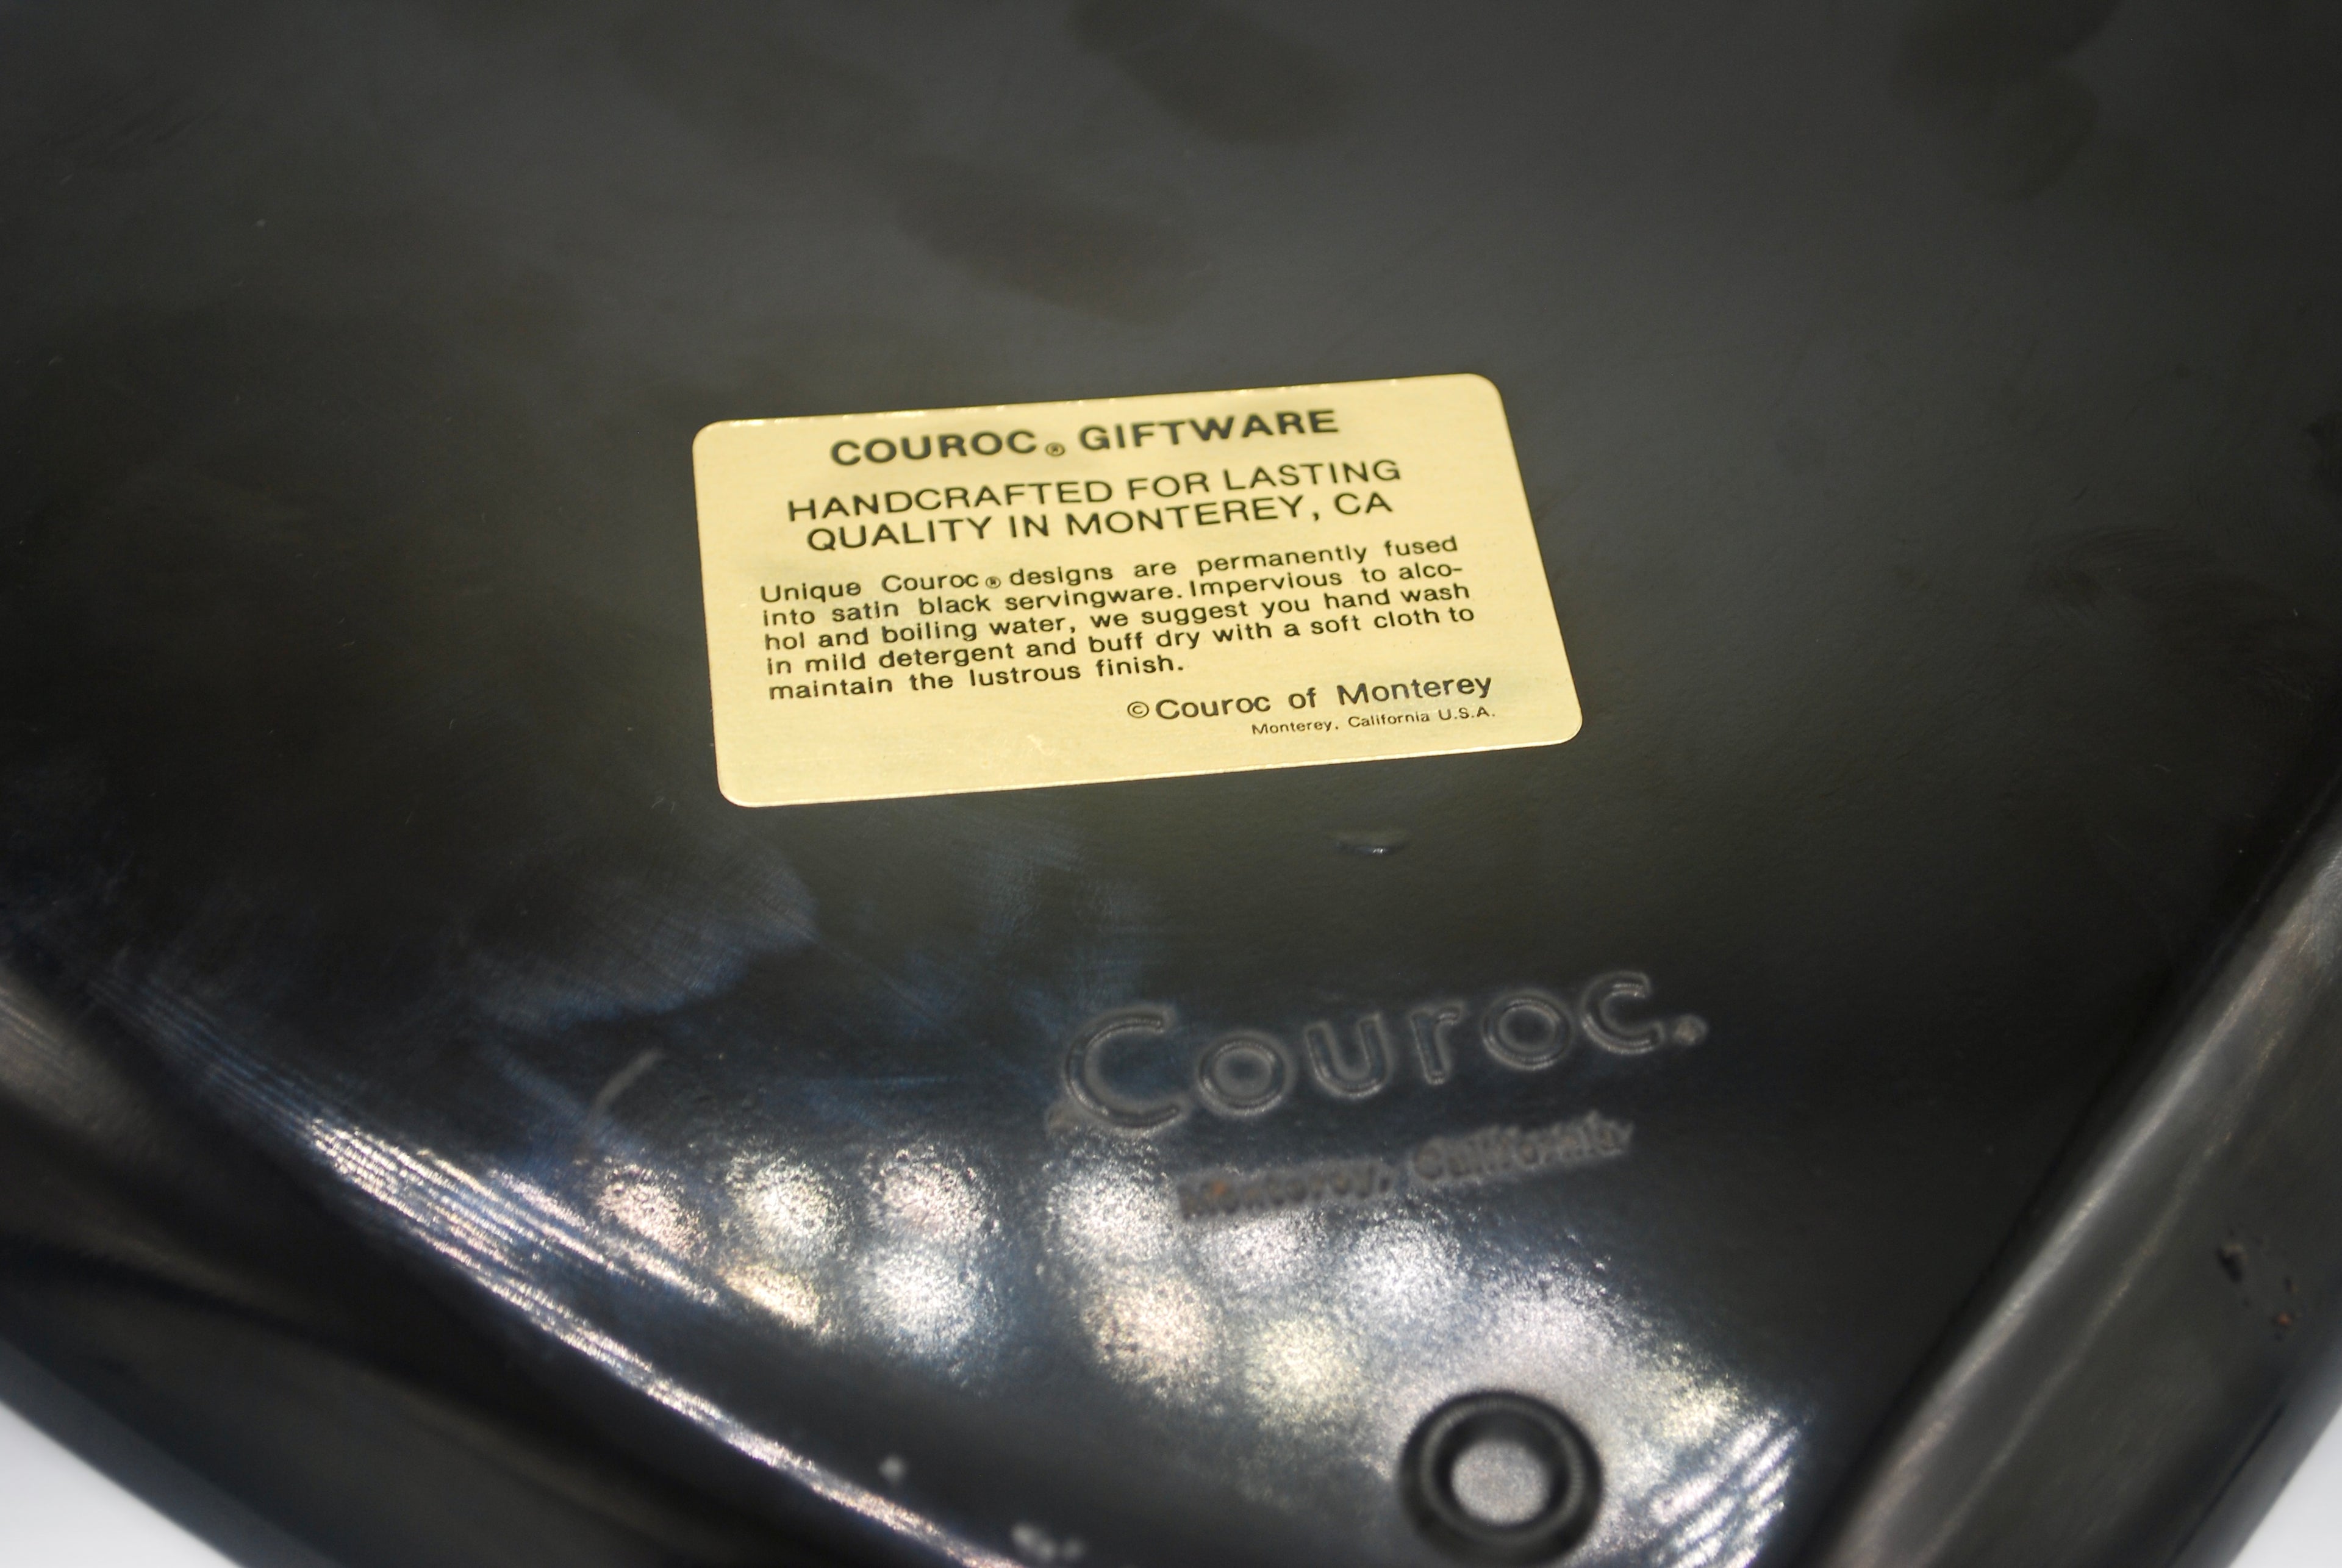 COUROC® GIFTWARE
HANDCRAFTED FOR LASTING
QUALITY IN MONTEREY, CA
Unique Couroc® designs are permanently fused
into satin black servingware. Impervious to alco-
hol and boiling water, we suggest you hand wash
in mild detergent and buff dry with a soft cloth to
maintain the lustrous finish.
©Couroc of Monterey
Monterey, California U.S.A.
Couroc.
Monterey, California